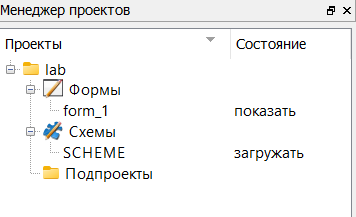 Менеджер проектов
Проекты Состояние
lab
Формы
form_1 показать
Схемы
SCHEME загружать
Подпроекты